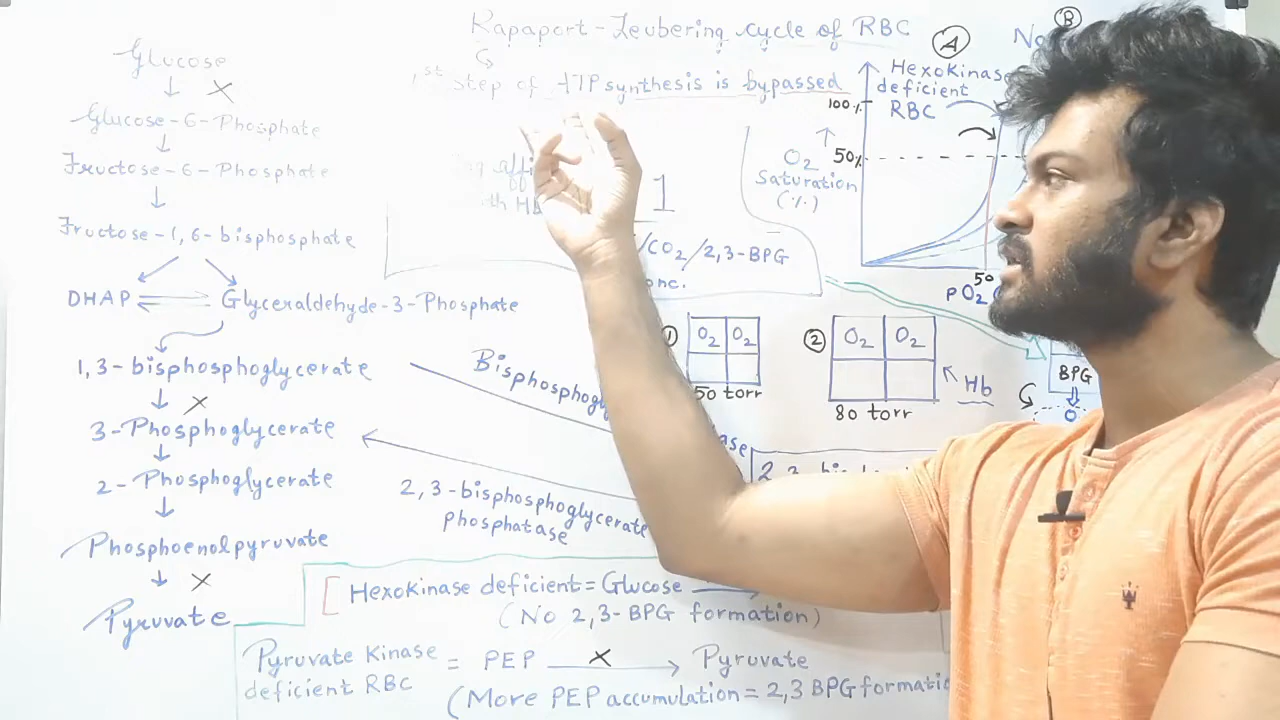 Rapaport-Leubering cycle of RBC
step of ATP synthesis is bypassed
Glucose
X
Glucose-6-Phosphate
Fructose-6-Phosphate
Fructose-1,6-bisphosphate
DHAP
Glyceraldehyde-3-Phosphate
1,3-bisphosphoglycerate
X
3-Phosphoglycerate
2-Phosphoglycerate
Phosphoenolpyruvate
X
Pyruvate
1
/CO2/2,3-BPG
A
B
Hexokinase
deficient
RBC
100%
50%
O2
Saturation
(%)
50
pO2
1
O2 O2
50 torr
2
O2 O2
80 torr
Hb
BPG
2,3-bisphosphoglycerate
phosphatase
Hexokinase deficient = Glucose
(No 2,3-BPG formation)
Pyruvate Kinase
deficient RBC
= PEP X Pyruvate
(More PEP accumulation = 2,3 BPG